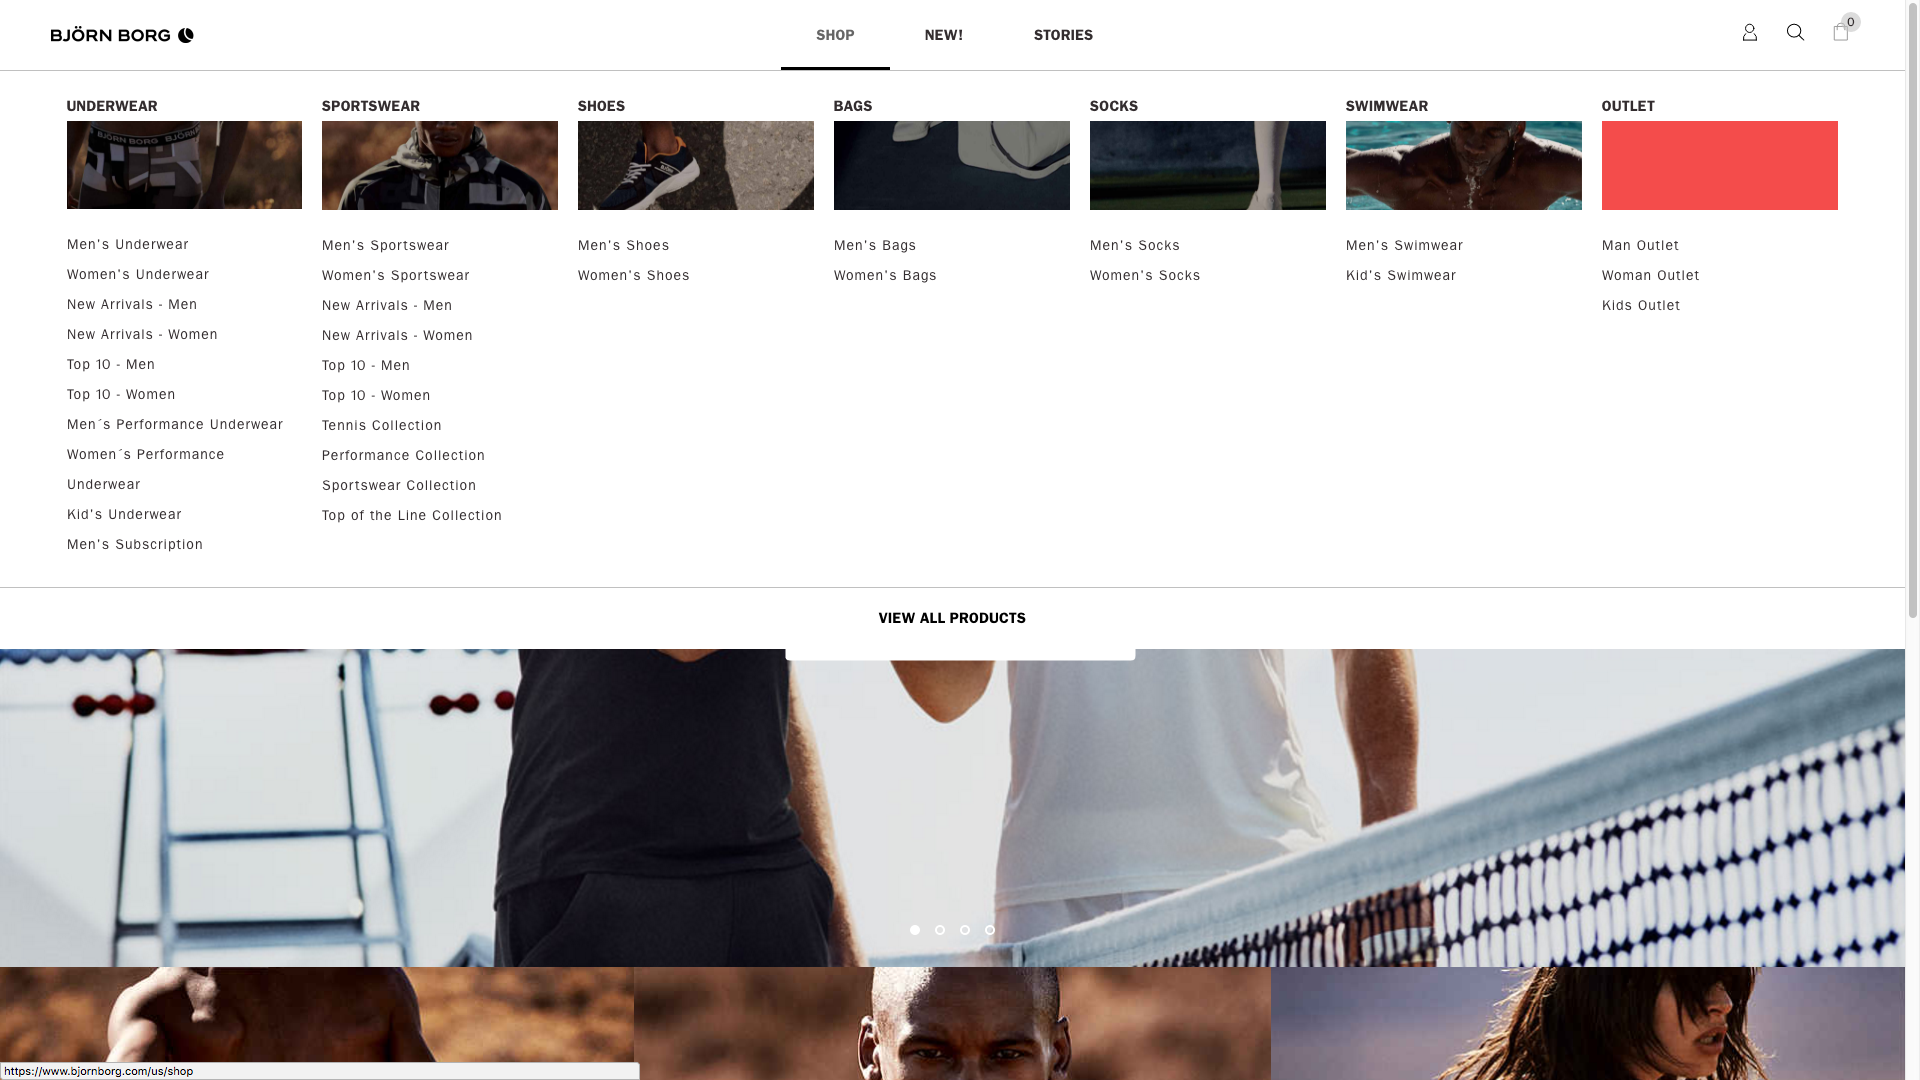 BJÖRN BORG
SHOP
NEW!
STORIES
0
UNDERWEAR
BJÖRN BORG BJÖRN
Men's Underwear
Women's Underwear
New Arrivals - Men
New Arrivals - Women
Top 10 - Men
Top 10 - Women
Men´s Performance Underwear
Women´s Performance
Underwear
Kid's Underwear
Men's Subscription
SPORTSWEAR
Men's Sportswear
Women's Sportswear
New Arrivals - Men
New Arrivals - Women
Top 10 - Men
Top 10 - Women
Tennis Collection
Performance Collection
Sportswear Collection
Top of the Line Collection
SHOES
Men's Shoes
Women's Shoes
BAGS
Men's Bags
Women's Bags
SOCKS
Men's Socks
Women's Socks
SWIMWEAR
Men's Swimwear
Kid's Swimwear
OUTLET
Man Outlet
Woman Outlet
Kids Outlet
VIEW ALL PRODUCTS
https://www.bjornborg.com/us/shop